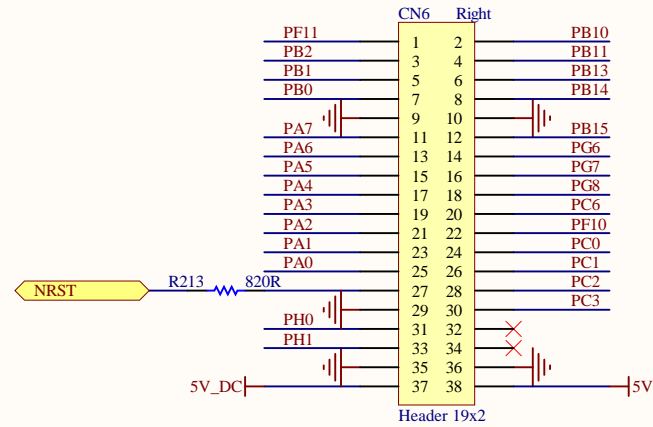 CN6 Right
PF11 1 2 PB10
PB2 3 4 PB11
PB1 5 6 PB13
PB0 7 8 PB14
9 10
PA7 11 12 PB15
PA6 13 14 PG6
PA5 15 16 PG7
PA4 17 18 PG8
PA3 19 20 PC6
PA2 21 22 PF10
PA1 23 24 PC0
PA0 25 26 PC1
NRST R213 820R 27 28 PC2
29 30 PC3
PH0 31 32
PH1 33 34
35 36
5V_DC 37 38 5V
Header 19x2